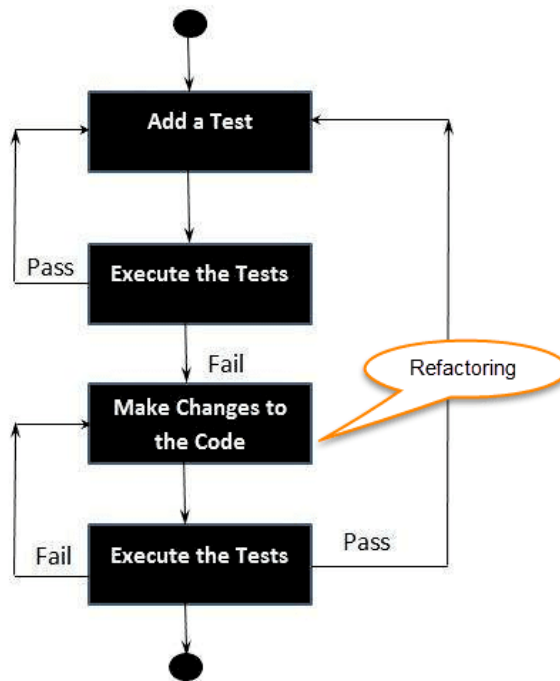 Add a Test
Pass
Execute the Tests
Fail
Refactoring
Make Changes to
the Code
Fail
Execute the Tests
Pass